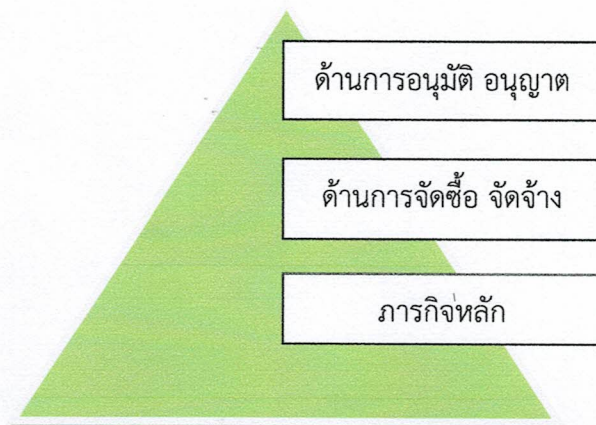 ด้านการอนุมัติ อนุญาต
ด้านการจัดซื้อ จัดจ้าง
ภารกิจหลัก